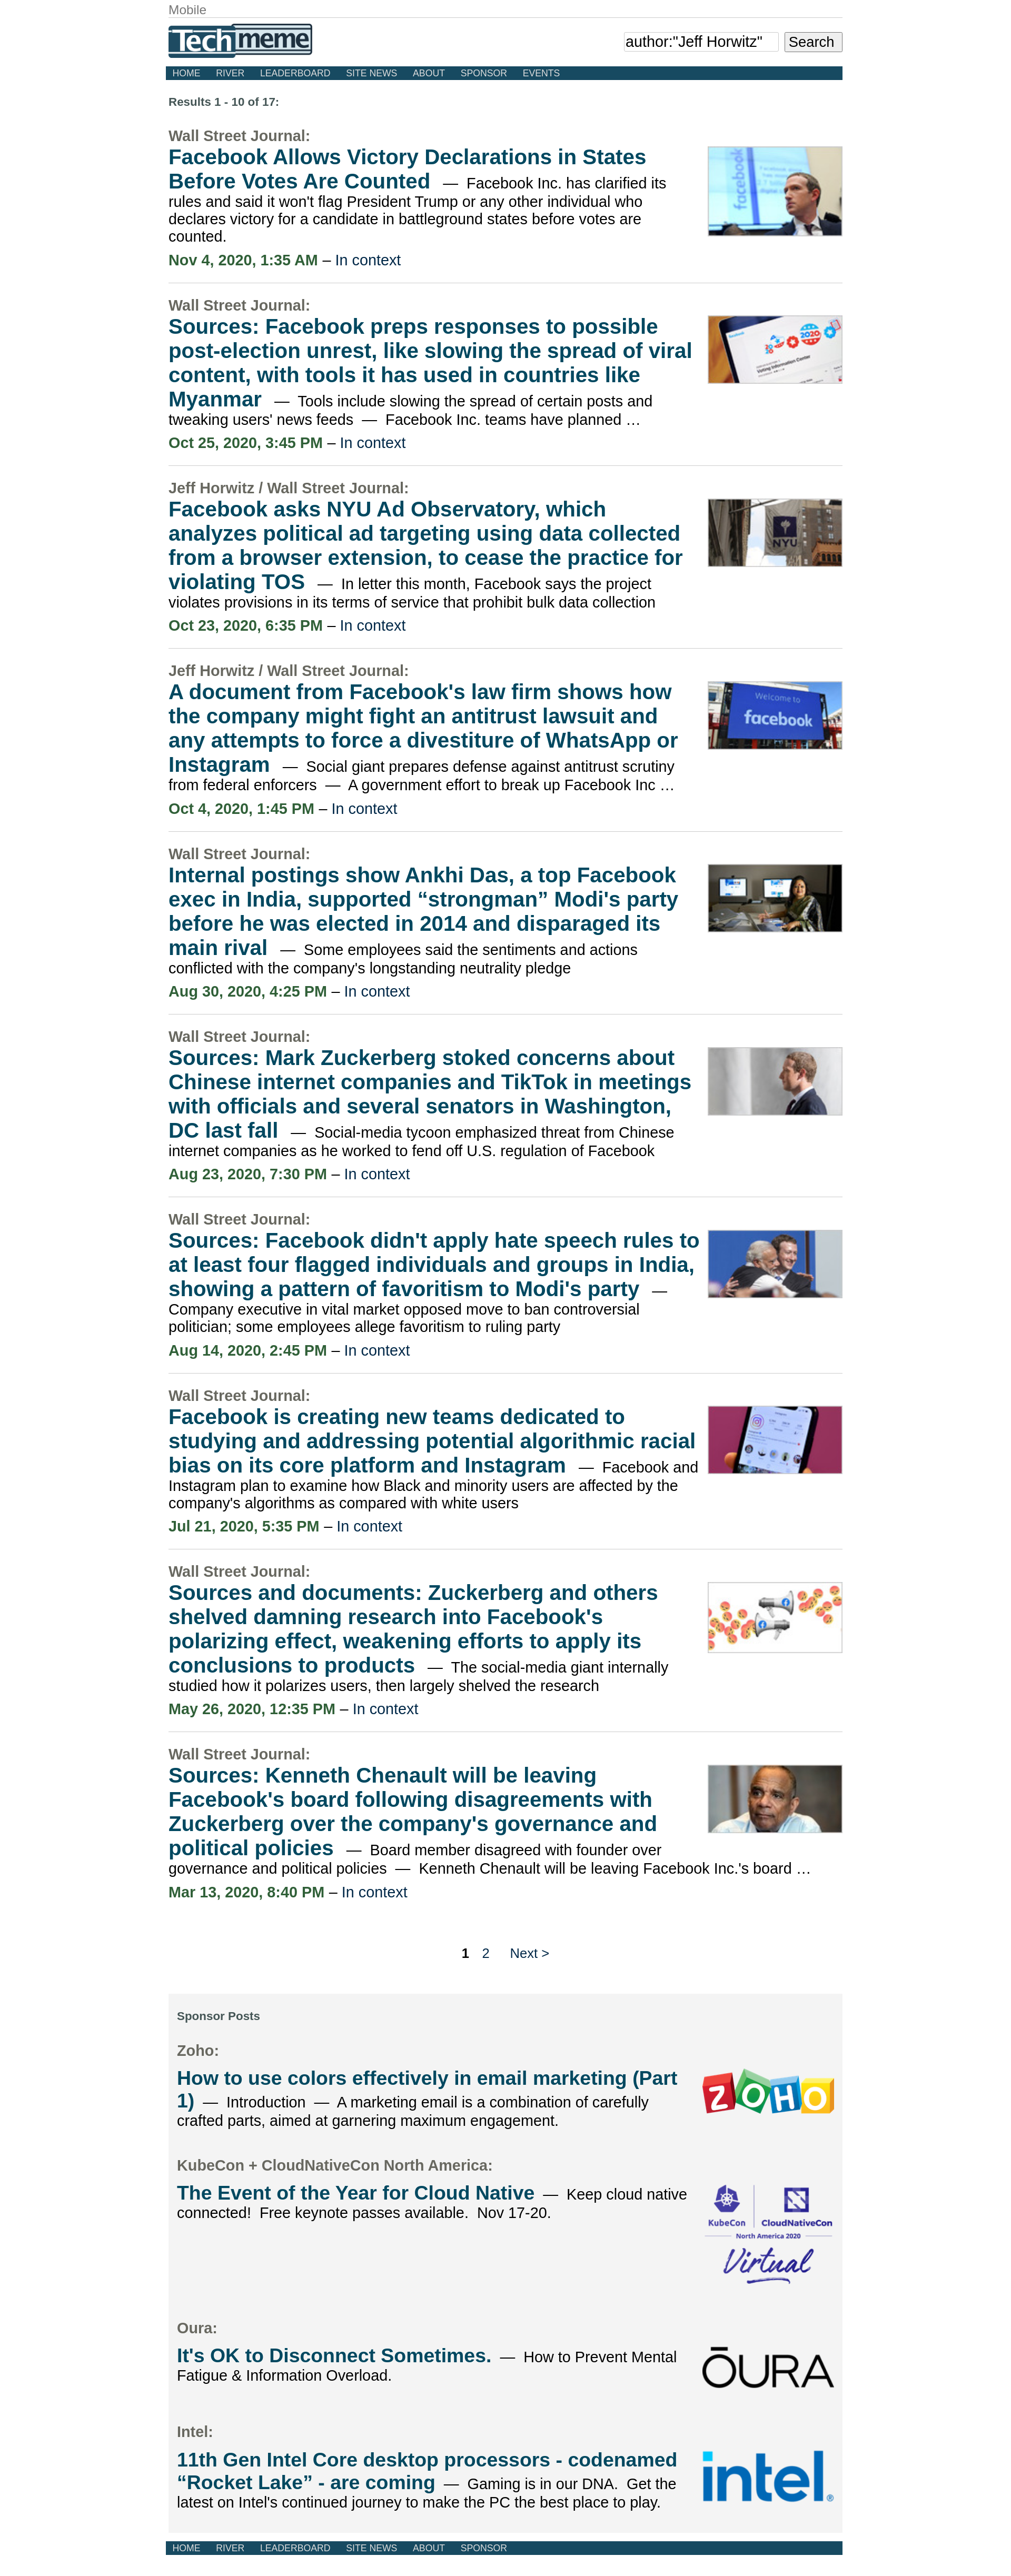 Mobile
Techmeme
author:"Jeff Horwitz" Search
HOME RIVER LEADERBOARD SITE NEWS ABOUT SPONSOR EVENTS
Results 1 - 10 of 17:
Wall Street Journal:
Facebook Allows Victory Declarations in States
Before Votes Are Counted — Facebook Inc. has clarified its
rules and said it won't flag President Trump or any other individual who
declares victory for a candidate in battleground states before votes are
counted.
Nov 4, 2020, 1:35 AM – In context
Wall Street Journal:
Sources: Facebook preps responses to possible
post-election unrest, like slowing the spread of viral
content, with tools it has used in countries like
Myanmar — Tools include slowing the spread of certain posts and
tweaking users' news feeds — Facebook Inc. teams have planned …
Oct 25, 2020, 3:45 PM – In context
Jeff Horwitz / Wall Street Journal:
Facebook asks NYU Ad Observatory, which
analyzes political ad targeting using data collected
from a browser extension, to cease the practice for
violating TOS — In letter this month, Facebook says the project
violates provisions in its terms of service that prohibit bulk data collection
NYU
Oct 23, 2020, 6:35 PM – In context
Jeff Horwitz / Wall Street Journal:
A document from Facebook's law firm shows how
the company might fight an antitrust lawsuit and
any attempts to force a divestiture of WhatsApp or
Instagram — Social giant prepares defense against antitrust scrutiny
from federal enforcers — A government effort to break up Facebook Inc …
Welcome to
facebook
Oct 4, 2020, 1:45 PM – In context
Wall Street Journal:
Internal postings show Ankhi Das, a top Facebook
exec in India, supported “strongman” Modi's party
before he was elected in 2014 and disparaged its
main rival — Some employees said the sentiments and actions
conflicted with the company's longstanding neutrality pledge
Aug 30, 2020, 4:25 PM – In context
Wall Street Journal:
Sources: Mark Zuckerberg stoked concerns about
Chinese internet companies and TikTok in meetings
with officials and several senators in Washington,
DC last fall — Social-media tycoon emphasized threat from Chinese
internet companies as he worked to fend off U.S. regulation of Facebook
Aug 23, 2020, 7:30 PM – In context
Wall Street Journal:
Sources: Facebook didn't apply hate speech rules to
at least four flagged individuals and groups in India,
showing a pattern of favoritism to Modi's party —
Company executive in vital market opposed move to ban controversial
politician; some employees allege favoritism to ruling party
Aug 14, 2020, 2:45 PM – In context
Wall Street Journal:
Facebook is creating new teams dedicated to
studying and addressing potential algorithmic racial
bias on its core platform and Instagram — Facebook and
Instagram plan to examine how Black and minority users are affected by the
company's algorithms as compared with white users
Jul 21, 2020, 5:35 PM – In context
Wall Street Journal:
Sources and documents: Zuckerberg and others
shelved damning research into Facebook's
polarizing effect, weakening efforts to apply its
conclusions to products — The social-media giant internally
studied how it polarizes users, then largely shelved the research
May 26, 2020, 12:35 PM – In context
Wall Street Journal:
Sources: Kenneth Chenault will be leaving
Facebook's board following disagreements with
Zuckerberg over the company's governance and
political policies — Board member disagreed with founder over
governance and political policies — Kenneth Chenault will be leaving Facebook Inc.'s board …
Mar 13, 2020, 8:40 PM – In context
1 2 Next >
Sponsor Posts
Zoho:
How to use colors effectively in email marketing (Part
1) — Introduction — A marketing email is a combination of carefully
crafted parts, aimed at garnering maximum engagement.
ZOHO
KubeCon + CloudNativeCon North America:
The Event of the Year for Cloud Native — Keep cloud native
connected! Free keynote passes available. Nov 17-20.
KubeCon CloudNativeCon
North America 2020
Virtual
Oura:
It's OK to Disconnect Sometimes. — How to Prevent Mental
Fatigue & Information Overload.
ŌURA
Intel:
11th Gen Intel Core desktop processors - codenamed
“Rocket Lake” - are coming — Gaming is in our DNA. Get the
latest on Intel's continued journey to make the PC the best place to play.
intel®
HOME RIVER LEADERBOARD SITE NEWS ABOUT SPONSOR